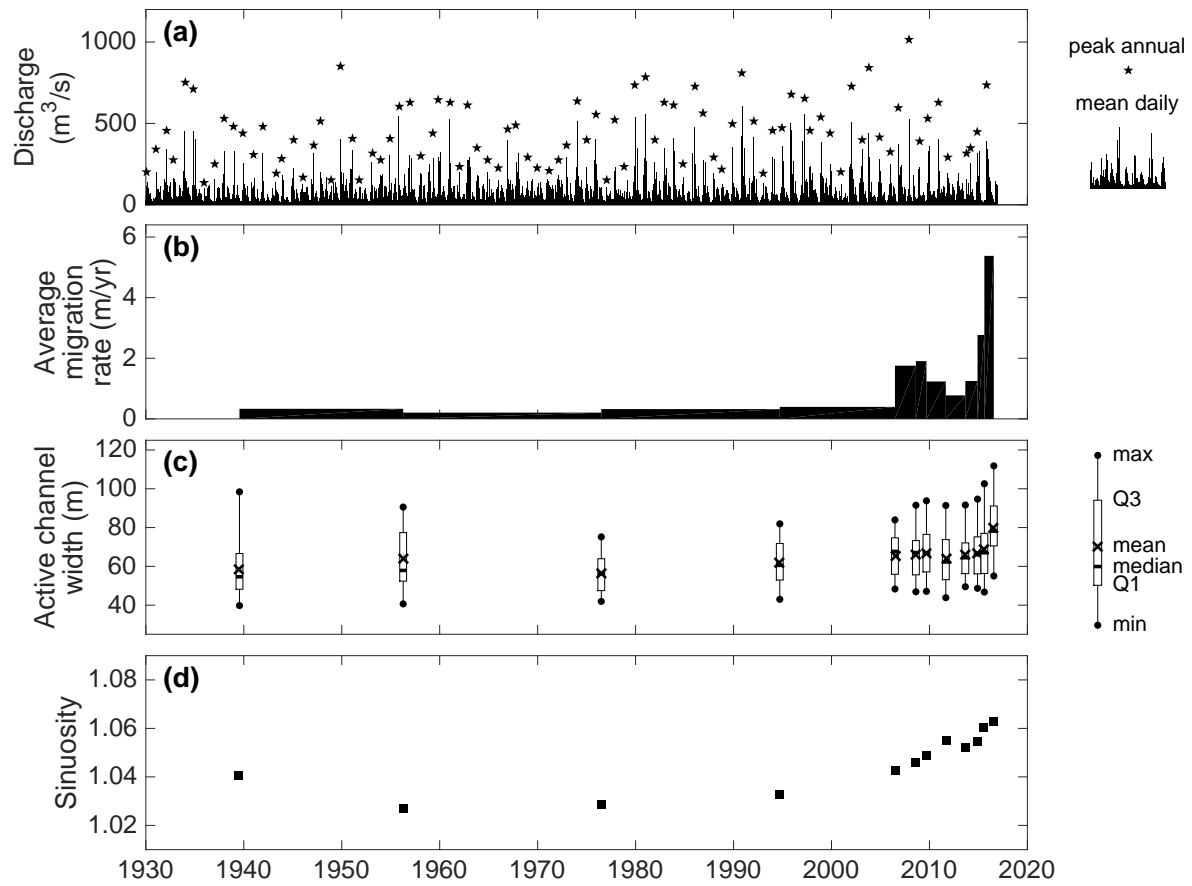 (a)
1000
500
0
Discharge
(m³/s)
peak annual
mean daily
(b)
6
4
2
0
Average
migration
rate (m/yr)
(c)
120
100
80
60
40
Active channel
width (m)
max
Q3
mean
median
Q1
min
(d)
1.08
1.06
1.04
1.02
Sinuosity
1930 1940 1950 1960 1970 1980 1990 2000 2010 2020